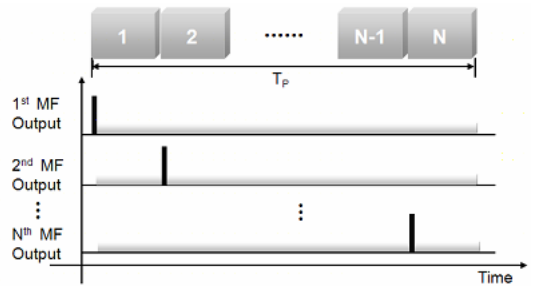 1 2 ...... N-1 N
T_P
1st MF
Output
2nd MF
Output
⋮ ⋮
Nth MF
Output
Time